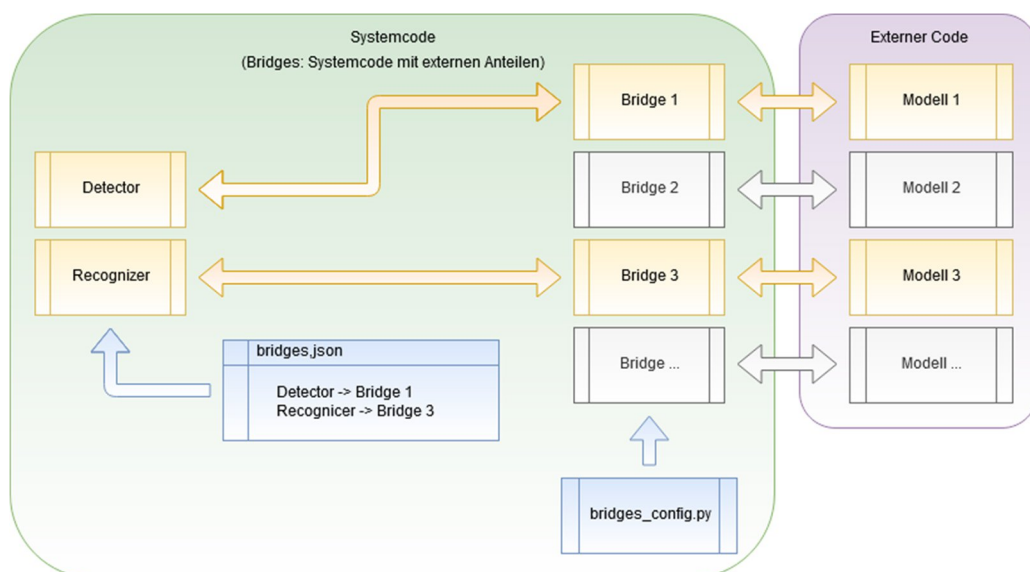 Systemcode
(Bridges: Systemcode mit externen Anteilen)
Externer Code
Bridge 1
Modell 1
Detector
Bridge 2
Modell 2
Recognizer
Bridge 3
Modell 3
bridges.json
Detector -> Bridge 1
Recognicer -> Bridge 3
Bridge ...
Modell ...
bridges_config.py